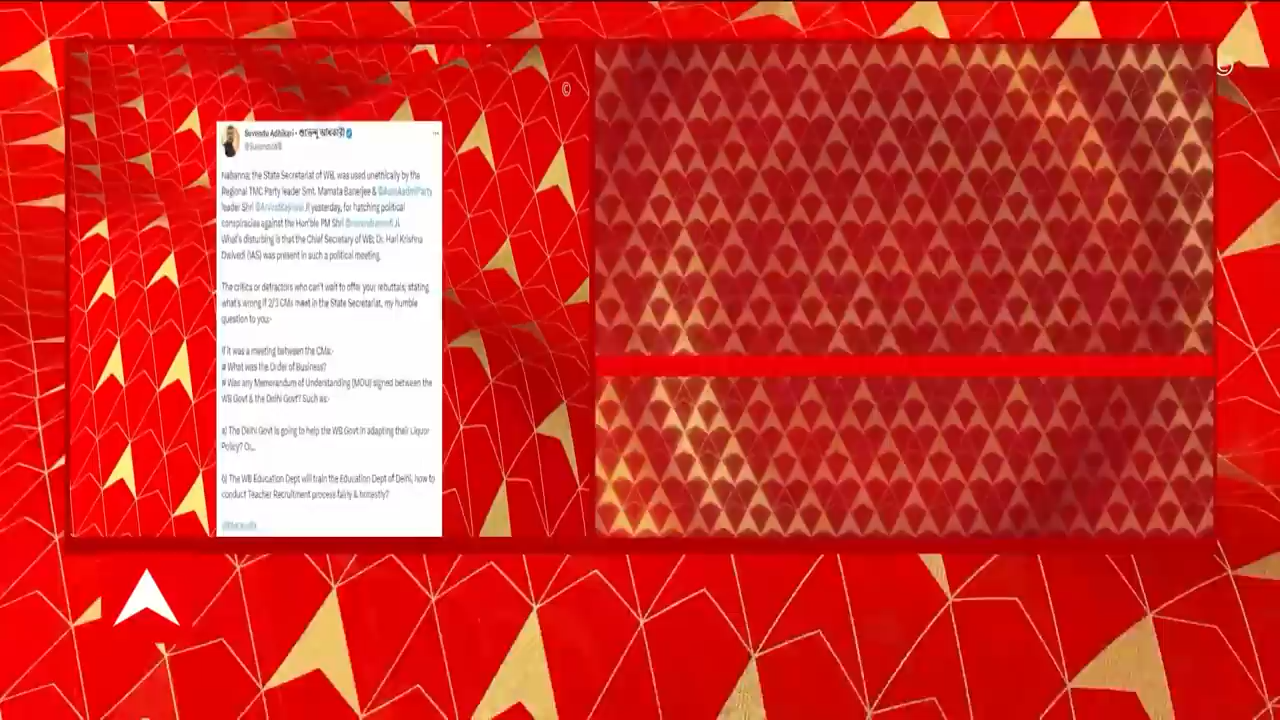 ©
©
Suvendu Adhikari • শুভেন্দু অধিকারী
@SuvenduWB
Nabanna; the State Secretariat of WB, was used unethically by the
Regional TMC Party leader Smt. Mamata Banerjee & @AamAadmiParty
leader Shri @ArvindKejriwal Ji yesterday, for hatching political
conspiracies against the Hon'ble PM Shri @narendramodi Ji.
What's disturbing is that the Chief Secretary of WB; Dr. Hari Krishna
Dwivedi (IAS) was present in such a political meeting.
The critics or detractors who can't wait to offer your rebuttals; stating
what's wrong if 2/3 CMs meet in the State Secretariat, my humble
question to you:-
If it was a meeting between the CMs:-
# What was the Order of Business?
# Was any Memorandum of Understanding (MOU) signed between the
WB Govt & the Delhi Govt? Such as:-
a) The Delhi Govt is going to help the WB Govt in adapting their Liquor
Policy? Or...
b) The WB Education Dept will train the Education Dept of Delhi, how to
conduct Teacher Recruitment process fairly & honestly?